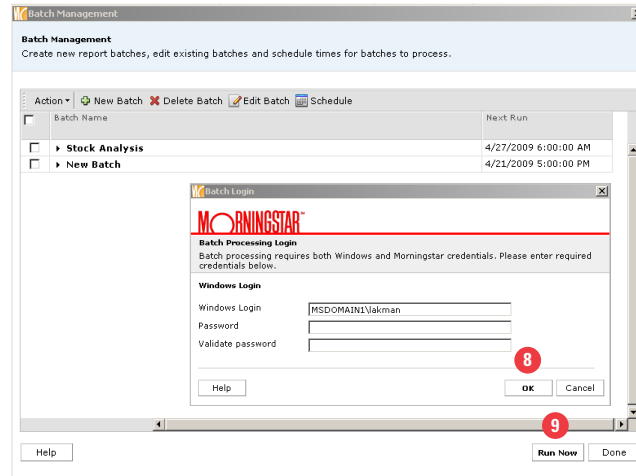 Batch Management
Batch Management
Create new report batches, edit existing batches and schedule times for batches to process.
Action New Batch Delete Batch Edit Batch Schedule
Batch Name Next Run
Stock Analysis 4/27/2009 6:00:00 AM
New Batch 4/21/2009 5:00:00 PM
Batch Login
MORNINGSTAR
Batch Processing Login
Batch processing requires both Windows and Morningstar credentials. Please enter required
credentials below.
Windows Login
Windows Login MSDOMAIN1\lakman
Password
Validate password
8
Help OK Cancel
9
Help Run Now Done